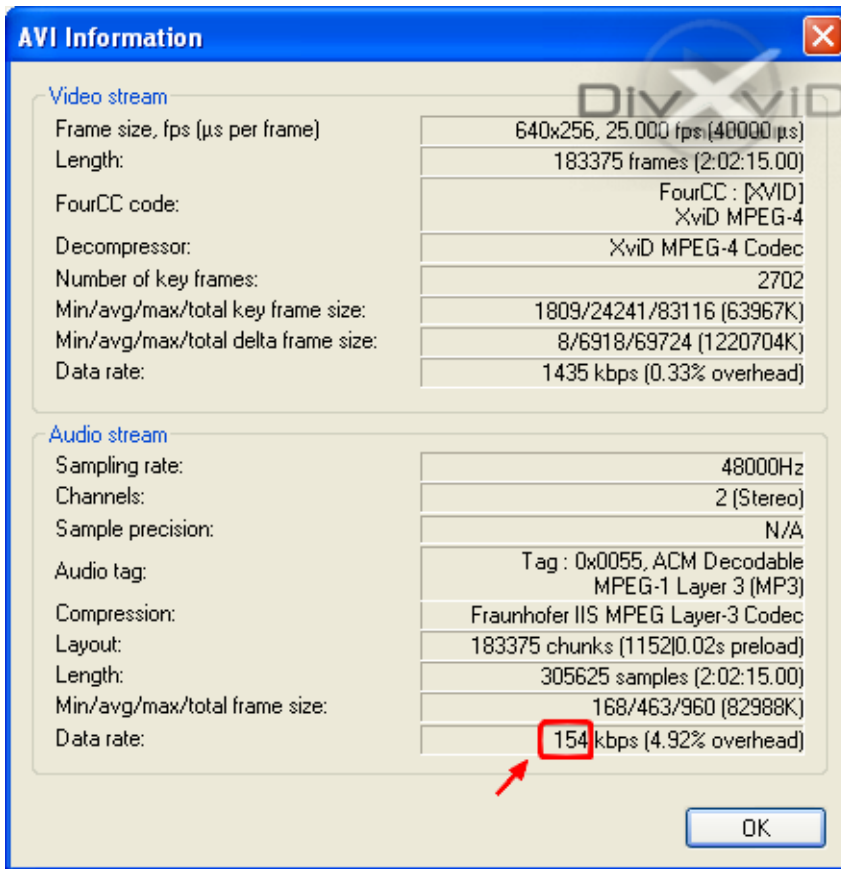 AVI Information
DivXviD
Video stream
Frame size, fps (µs per frame) 640x256, 25.000 fps (40000 µs)
Length: 183375 frames (2:02:15.00)
FourCC code: FourCC : [XVID]
XviD MPEG-4
Decompressor: XviD MPEG-4 Codec
Number of key frames: 2702
Min/avg/max/total key frame size: 1809/24241/83116 (63967K)
Min/avg/max/total delta frame size: 8/6918/69724 (1220704K)
Data rate: 1435 kbps (0.33% overhead)
Audio stream
Sampling rate: 48000Hz
Channels: 2 (Stereo)
Sample precision: N/A
Audio tag: Tag : 0x0055, ACM Decodable
MPEG-1 Layer 3 (MP3)
Compression: Fraunhofer IIS MPEG Layer-3 Codec
Layout: 183375 chunks (1152|0.02s preload)
Length: 305625 samples (2:02:15.00)
Min/avg/max/total frame size: 168/463/960 (82988K)
Data rate: 154 kbps (4.92% overhead)
OK